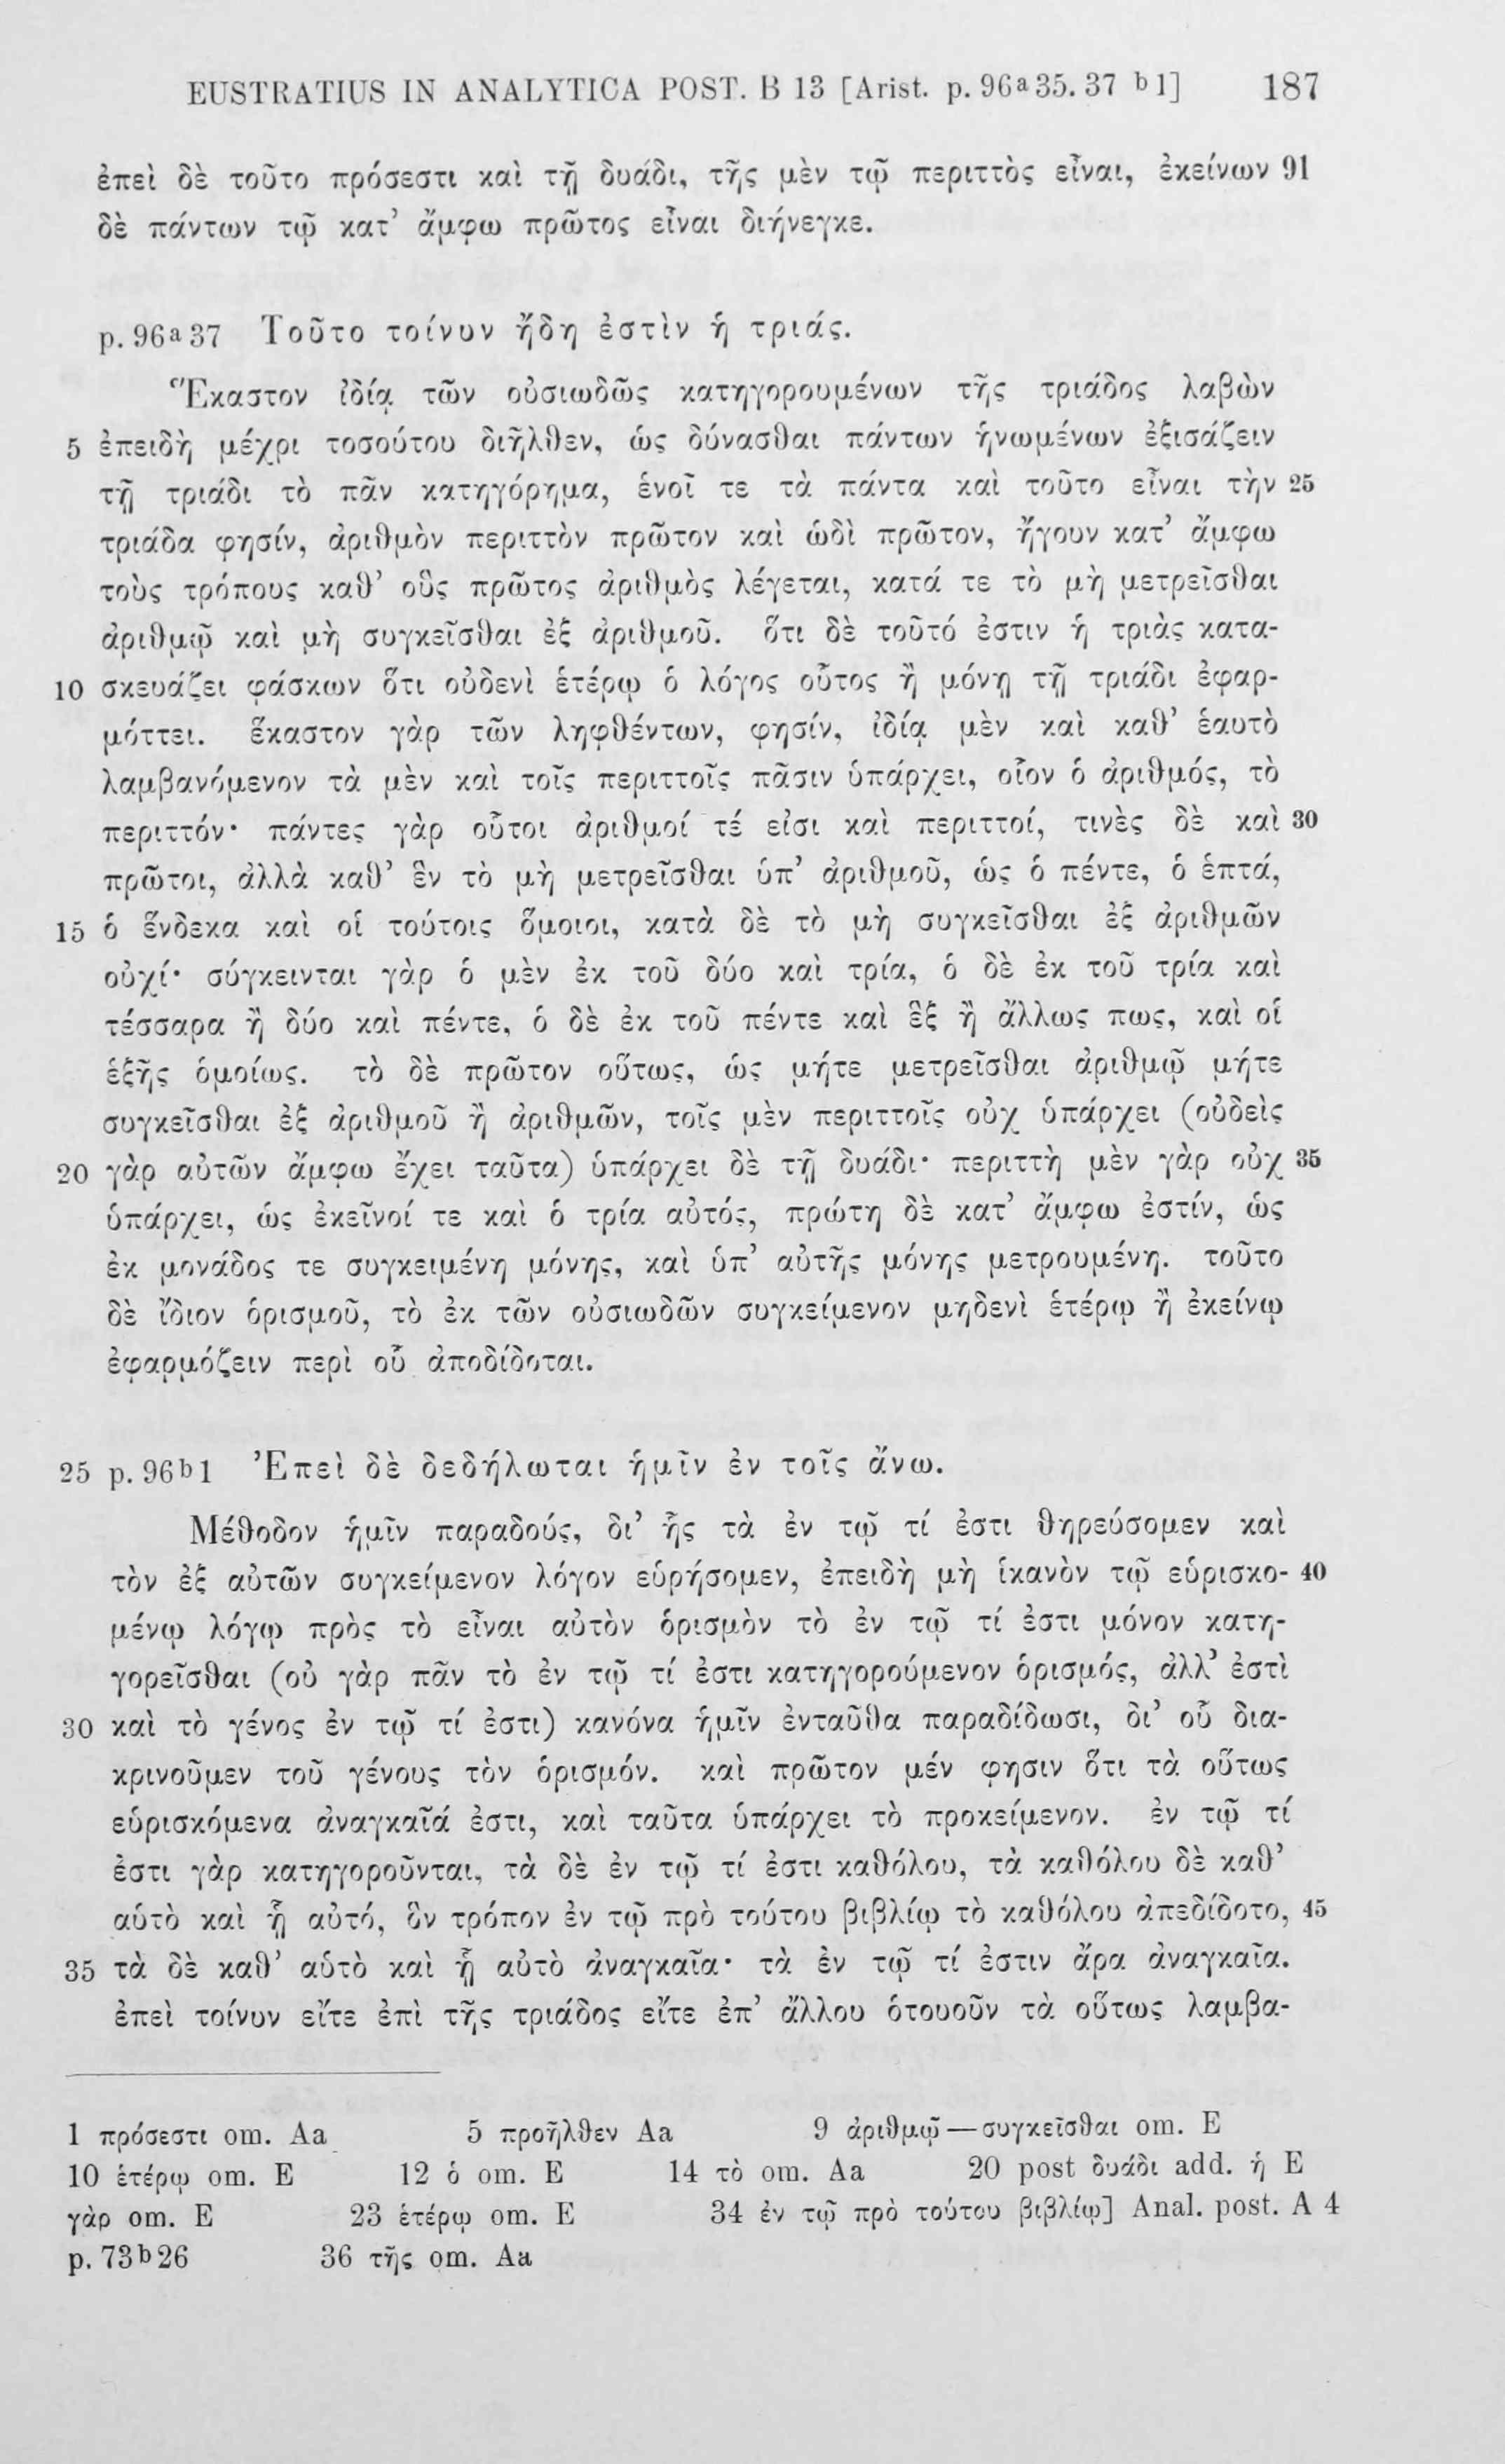 EUSTRATIUS IN ANALYTICA POST. B 13 [Arist. p. 96ᵃ35. 37 ᵇ1] 187
ἐπεὶ δὲ τοῦτο πρόσεστι καὶ τῇ δυάδι, τῆς μὲν τῷ περιττὸς εἶναι, ἐκείνων 91
δὲ πάντων τῷ κατ’ ἄμφω πρῶτος εἶναι διήνεγκε.
p. 96ᵃ37 Τοῦτο τοίνυν ἤδη ἐστὶν ἡ τριάς.
Ἕκαστον ἰδίᾳ τῶν οὐσιωδῶς κατηγορουμένων τῆς τριάδος λαβὼν
5 ἐπειδὴ μέχρι τοσούτου διῆλθεν, ὡς δύνασθαι πάντων ἡνωμένων ἐξισάζειν
τῇ τριάδι τὸ πᾶν κατηγόρημα, ἑνοῖ τε τὰ πάντα καὶ τοῦτο εἶναι τὴν 25
τριάδα φησίν, ἀριθμὸν περιττὸν πρῶτον καὶ ὡδὶ πρῶτον, ἤγουν κατ’ ἄμφω
τοὺς τρόπους καθ’ οὓς πρῶτος ἀριθμὸς λέγεται, κατά τε τὸ μὴ μετρεῖσθαι
ἀριθμῷ καὶ μὴ συγκεῖσθαι ἐξ ἀριθμοῦ. ὅτι δὲ τοῦτό ἐστιν ἡ τριὰς κατα-
10 σκευάζει φάσκων ὅτι οὐδενὶ ἑτέρῳ ὁ λόγος οὗτος ἢ μόνῃ τῇ τριάδι ἐφαρ-
μόττει. ἕκαστον γὰρ τῶν ληφθέντων, φησίν, ἰδίᾳ μὲν καὶ καθ’ ἑαυτὸ
λαμβανόμενον τὰ μὲν καὶ τοῖς περιττοῖς πᾶσιν ὑπάρχει, οἷον ὁ ἀριθμός, τὸ
περιττόν· πάντες γὰρ οὗτοι ἀριθμοί τέ εἰσι καὶ περιττοί, τινὲς δὲ καὶ 30
πρῶτοι, ἀλλὰ καθ’ ἓν τὸ μὴ μετρεῖσθαι ὑπ’ ἀριθμοῦ, ὡς ὁ πέντε, ὁ ἑπτά,
15 ὁ ἕνδεκα καὶ οἱ τούτοις ὅμοιοι, κατὰ δὲ τὸ μὴ συγκεῖσθαι ἐξ ἀριθμῶν
οὐχί· σύγκεινται γὰρ ὁ μὲν ἐκ τοῦ δύο καὶ τρία, ὁ δὲ ἐκ τοῦ τρία καὶ
τέσσαρα ἢ δύο καὶ πέντε, ὁ δὲ ἐκ τοῦ πέντε καὶ ἓξ ἢ ἄλλως πως, καὶ οἱ
ἑξῆς ὁμοίως. τὸ δὲ πρῶτον οὕτως, ὡς μήτε μετρεῖσθαι ἀριθμῷ μήτε
συγκεῖσθαι ἐξ ἀριθμοῦ ἢ ἀριθμῶν, τοῖς μὲν περιττοῖς οὐχ ὑπάρχει (οὐδεὶς
20 γὰρ αὐτῶν ἄμφω ἔχει ταῦτα) ὑπάρχει δὲ τῇ δυάδι· περιττὴ μὲν γὰρ οὐχ 35
ὑπάρχει, ὡς ἐκεῖνοί τε καὶ ὁ τρία αὐτός, πρώτη δὲ κατ’ ἄμφω ἐστίν, ὡς
ἐκ μονάδος τε συγκειμένη μόνης, καὶ ὑπ’ αὐτῆς μόνης μετρουμένη. τοῦτο
δὲ ἴδιον ὁρισμοῦ, τὸ ἐκ τῶν οὐσιωδῶν συγκείμενον μηδενὶ ἑτέρῳ ἢ ἐκείνῳ
ἐφαρμόζειν περὶ οὗ ἀποδίδοται.
25 p. 96ᵇ1 Ἐπεὶ δὲ δεδήλωται ἡμῖν ἐν τοῖς ἄνω.
Μέθοδον ἡμῖν παραδούς, δι’ ἧς τὰ ἐν τῷ τί ἐστι θηρεύσομεν καὶ
τὸν ἐξ αὐτῶν συγκείμενον λόγον εὑρήσομεν, ἐπειδὴ μὴ ἱκανὸν τῷ εὑρισκο- 40
μένῳ λόγῳ πρὸς τὸ εἶναι αὐτὸν ὁρισμὸν τὸ ἐν τῷ τί ἐστι μόνον κατη-
γορεῖσθαι (οὐ γὰρ πᾶν τὸ ἐν τῷ τί ἐστι κατηγορούμενον ὁρισμός, ἀλλ’ ἐστὶ
30 καὶ τὸ γένος ἐν τῷ τί ἐστι) κανόνα ἡμῖν ἐνταῦθα παραδίδωσι, δι’ οὗ δια-
κρινοῦμεν τοῦ γένους τὸν ὁρισμόν. καὶ πρῶτον μέν φησιν ὅτι τὰ οὕτως
εὑρισκόμενα ἀναγκαῖά ἐστι, καὶ ταῦτα ὑπάρχει τὸ προκείμενον. ἐν τῷ τί
ἐστι γὰρ κατηγοροῦνται, τὰ δὲ ἐν τῷ τί ἐστι καθόλου, τὰ καθόλου δὲ καθ’
αὑτὸ καὶ ᾗ αὐτό, ὃν τρόπον ἐν τῷ πρὸ τούτου βιβλίῳ τὸ καθόλου ἀπεδίδοτο, 45
35 τὰ δὲ καθ’ αὑτὸ καὶ ᾗ αὐτὸ ἀναγκαῖα· τὰ ἐν τῷ τί ἐστιν ἄρα ἀναγκαῖα.
ἐπεὶ τοίνυν εἴτε ἐπὶ τῆς τριάδος εἴτε ἐπ’ ἄλλου ὁτουοῦν τὰ οὕτως λαμβα-
1 πρόσεστι om. Aa 5 προῆλθεν Aa 9 ἀριθμῷ — συγκεῖσθαι om. E
10 ἑτέρῳ om. E 12 ὁ om. E 14 τὸ om. Aa 20 post δυάδι add. ἡ E
γὰρ om. E 23 ἑτέρῳ om. E 34 ἐν τῷ πρὸ τούτου βιβλίῳ] Anal. post. A 4
p. 73ᵇ26 36 τῆς om. Aa